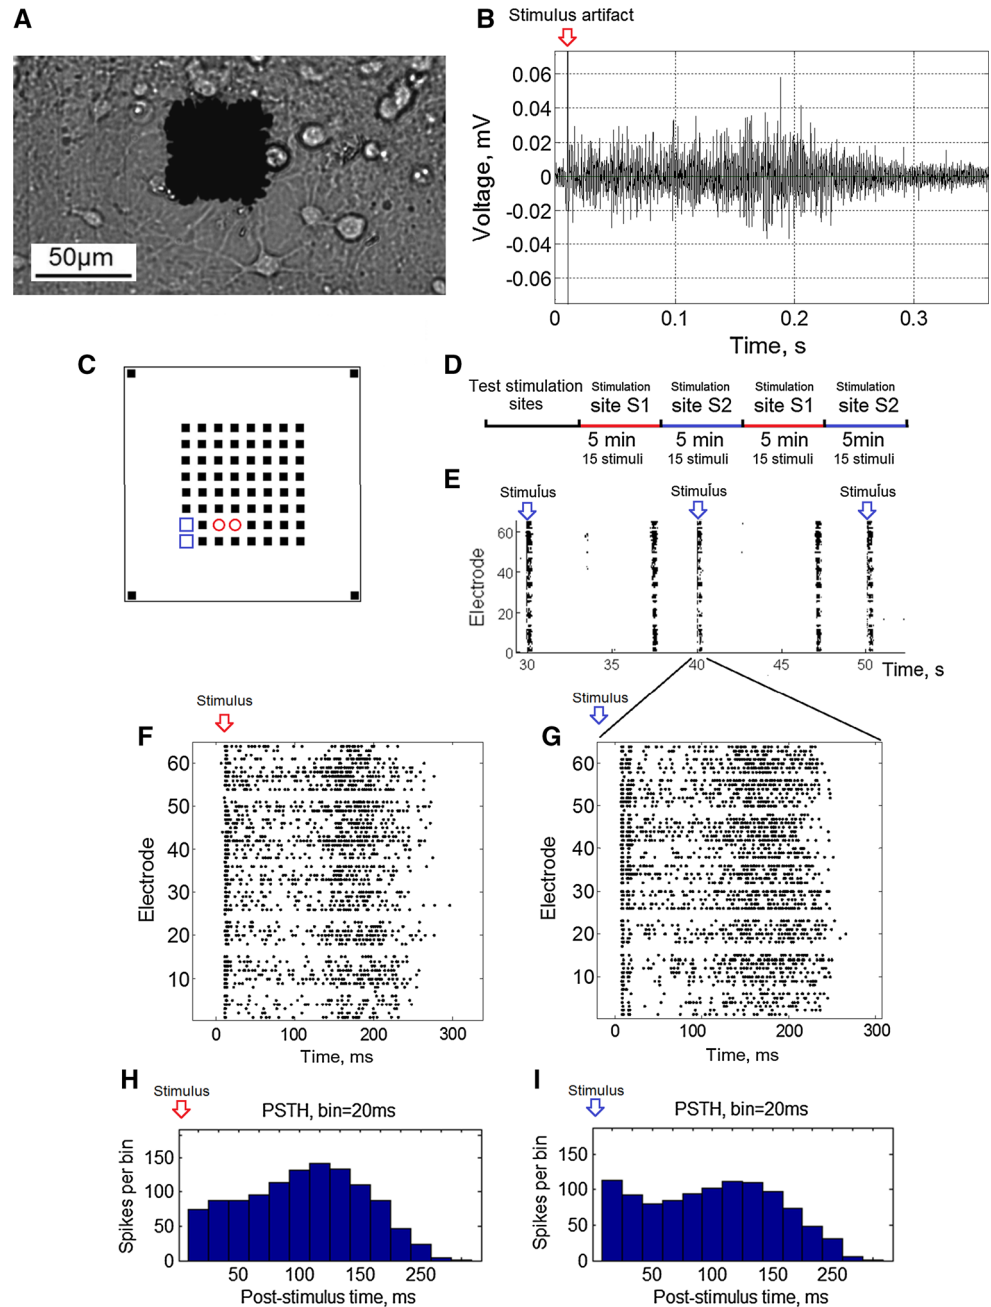 A
50µm
B
Stimulus artifact
Voltage, mV
0.06
0.04
0.02
0
-0.02
-0.04
-0.06
0 0.1 0.2 0.3
Time, s
C
D
Test stimulation sites
Stimulation site S1
Stimulation site S2
Stimulation site S1
Stimulation site S2
5 min 5 min 5 min 5min
15 stimuli 15 stimuli 15 stimuli 15 stimuli
E
Stimulus Stimulus Stimulus
Electrode
60
40
20
0
30 35 40 45 50 Time, s
F
Stimulus
Electrode
60
50
40
30
20
10
0 100 200 300
Time, ms
G
Stimulus
Electrode
60
50
40
30
20
10
0 100 200 300
Time, ms
H
Stimulus
PSTH, bin=20ms
Spikes per bin
150
100
50
0
50 100 150 250
Post-stimulus time, ms
I
Stimulus
PSTH, bin=20ms
Spikes per bin
150
100
50
0
50 100 150 250
Post-stimulus time, ms